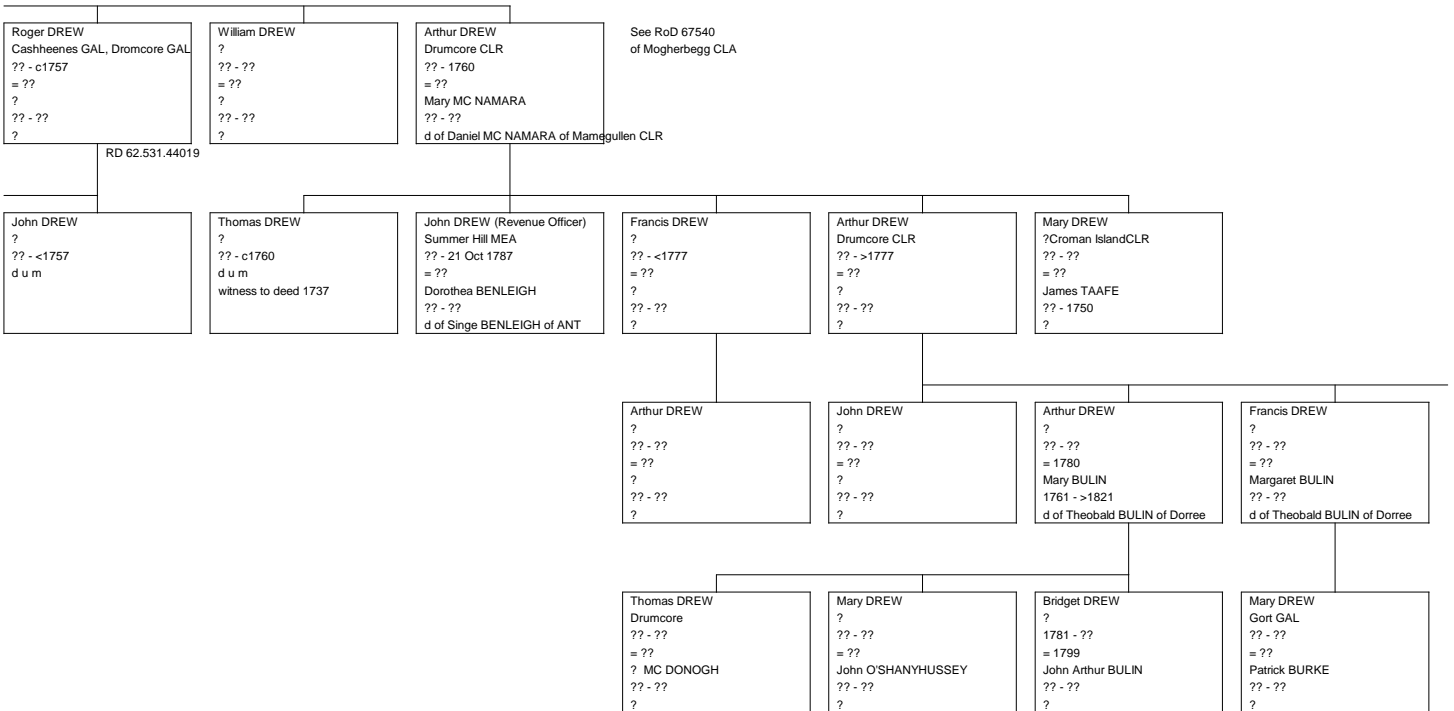 Roger DREW
Cashheenes GAL, Dromcore GAL
?? - c1757
= ??
?
?? - ??
?
RD 62.531.44019
William DREW
?
?? - ??
= ??
?
?? - ??
?
Arthur DREW
Drumcore CLR
?? - 1760
= ??
Mary MC NAMARA
?? - ??
d of Daniel MC NAMARA of Mamegullen CLR
See RoD 67540
of Mogherbegg CLA
John DREW
?
?? - <1757
d u m
Thomas DREW
?
?? - c1760
d u m
witness to deed 1737
John DREW (Revenue Officer)
Summer Hill MEA
?? - 21 Oct 1787
= ??
Dorothea BENLEIGH
?? - ??
d of Singe BENLEIGH of ANT
Francis DREW
?
?? - <1777
= ??
?
?? - ??
?
Arthur DREW
Drumcore CLR
?? - >1777
= ??
?
?? - ??
?
Mary DREW
?Croman IslandCLR
?? - ??
= ??
James TAAFE
?? - 1750
?
Arthur DREW
?
?? - ??
= ??
?
?? - ??
?
John DREW
?
?? - ??
= ??
?
?? - ??
?
Arthur DREW
?
?? - ??
= 1780
Mary BULIN
1761 - >1821
d of Theobald BULIN of Dorree
Francis DREW
?
?? - ??
= ??
Margaret BULIN
?? - ??
d of Theobald BULIN of Dorree
Thomas DREW
Drumcore
?? - ??
= ??
? MC DONOGH
?? - ??
?
Mary DREW
?
?? - ??
= ??
John O'SHANYHUSSEY
?? - ??
?
Bridget DREW
?
1781 - ??
= 1799
John Arthur BULIN
?? - ??
?
Mary DREW
Gort GAL
?? - ??
= ??
Patrick BURKE
?? - ??
?